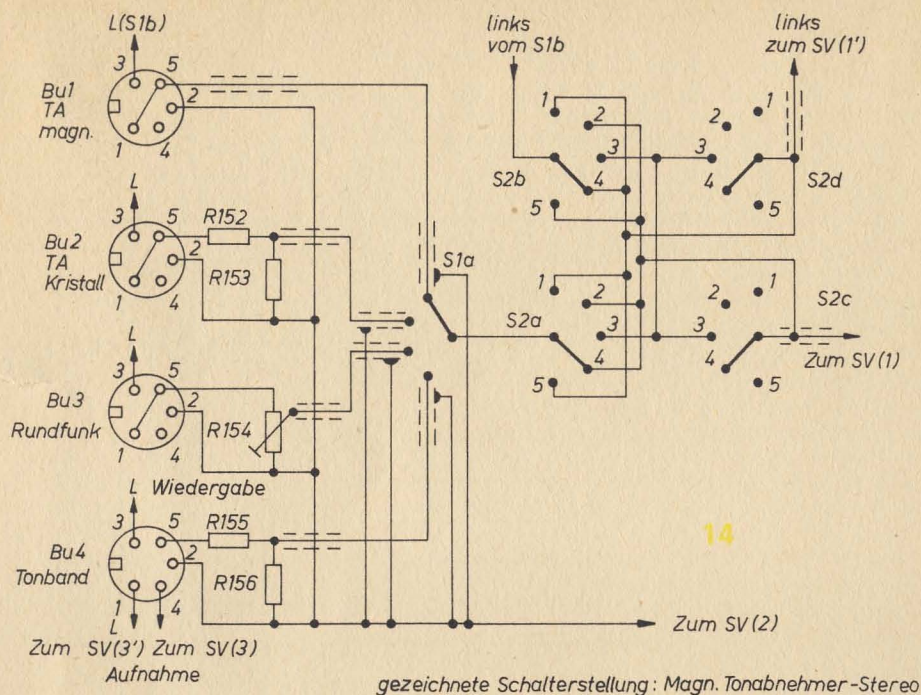 L(S1b)
3 5
2
1 4
Bu1
TA
magn.
L
3 5
2
1 4
Bu2
TA
Kristall
R152
R153
L
3 5
2
1 4
Bu3
Rundfunk
R154
Wiedergabe
L
3 5
2
1 4
L
Bu4
Tonband
R155
R156
Zum SV(3') Zum SV(3)
Aufnahme
S1a
links
vom S1b
1
2
3
4
5
S2b
1
2
3
4
5
S2a
links
zum SV(1')
1
2
3
4
5
S2d
1
2
3
4
5
S2c
Zum SV(1)
14
Zum SV(2)
gezeichnete Schalterstellung: Magn. Tonabnehmer-Stereo